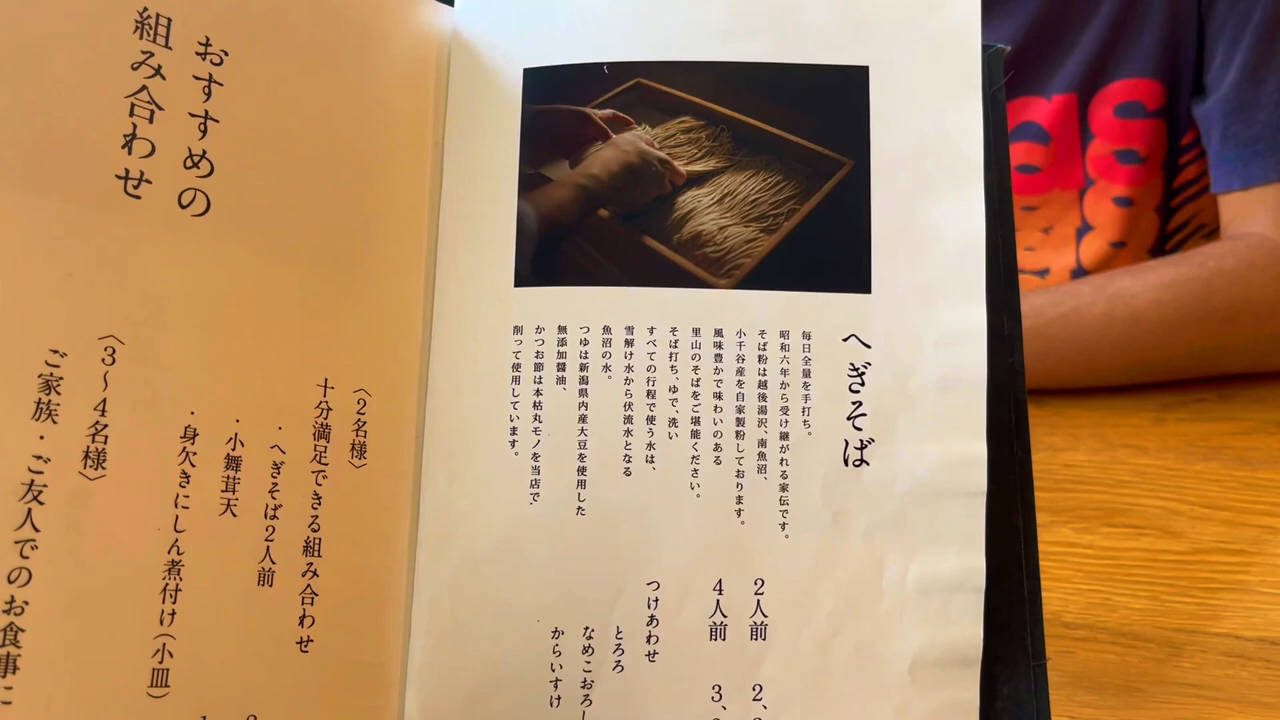 へぎそば
毎日全量を手打ち。
昭和六年から受け継がれる家伝です。
そば粉は越後湯沢、南魚沼、
小千谷産を自家製粉しております。
風味豊かで味わいのある
里山のそばをご堪能ください。
そば打ち、ゆで、洗い
すべての行程で使う水は、
雪解け水から伏流水となる
魚沼の水。
つゆは新潟県内産大豆を使用した
無添加醤油、
かつお節は本枯丸モノを当店で
削って使用しています。
2人前 2、
4人前 3、
つけあわせ
とろろ
なめこおろし
からいすけ
おすすめの
組み合わせ
〈2名様〉
十分満足できる組み合わせ
・へぎそば2人前
・小舞茸天
・身欠きにしん煮付け(小皿)
〈3～4名様〉
ご家族・ご友人でのお食事に
as